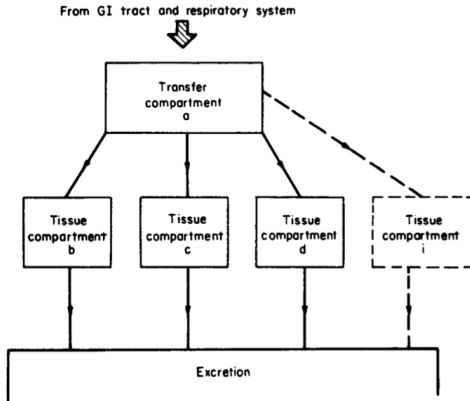 From GI tract and respiratory system
Transfer
compartment
a
Tissue
compartment
b
Tissue
compartment
c
Tissue
compartment
d
Tissue
compartment
i
Excretion